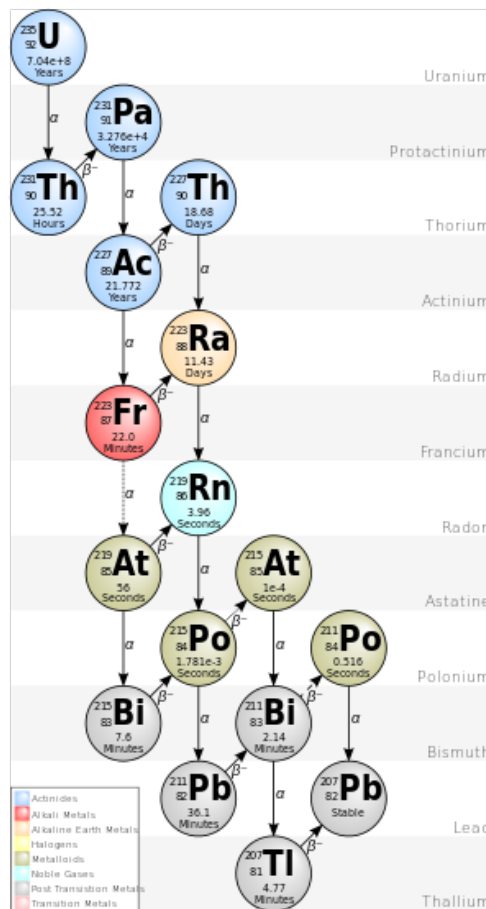 235
92 U
7.04e+8
Years
Uranium
α
231
91 Pa
3.276e+4
Years
Protactinium
β⁻
231
90 Th
25.52
Hours
α
227
90 Th
18.68
Days
Thorium
β⁻
227
89 Ac
21.772
Years
α
Actinium
α
223
88 Ra
11.43
Days
Radium
β⁻
223
87 Fr
22.0
Minutes
α
Francium
α
219
86 Rn
3.96
Seconds
Radon
β⁻
219
85 At
56
Seconds
α
215
85 At
1e-4
Seconds
Astatine
α
β⁻
215
84 Po
1.781e-3
Seconds
α
211
84 Po
0.516
Seconds
Polonium
β⁻
β⁻
215
83 Bi
7.6
Minutes
α
211
83 Bi
2.14
Minutes
α
Bismuth
β⁻
211
82 Pb
36.1
Minutes
α
207
82 Pb
Stable
Lead
β⁻
207
81 Tl
4.77
Minutes
Thallium
Actinides
Alkali Metals
Alkaline Earth Metals
Halogens
Metalloids
Noble Gases
Post Transistion Metals
Transition Metals